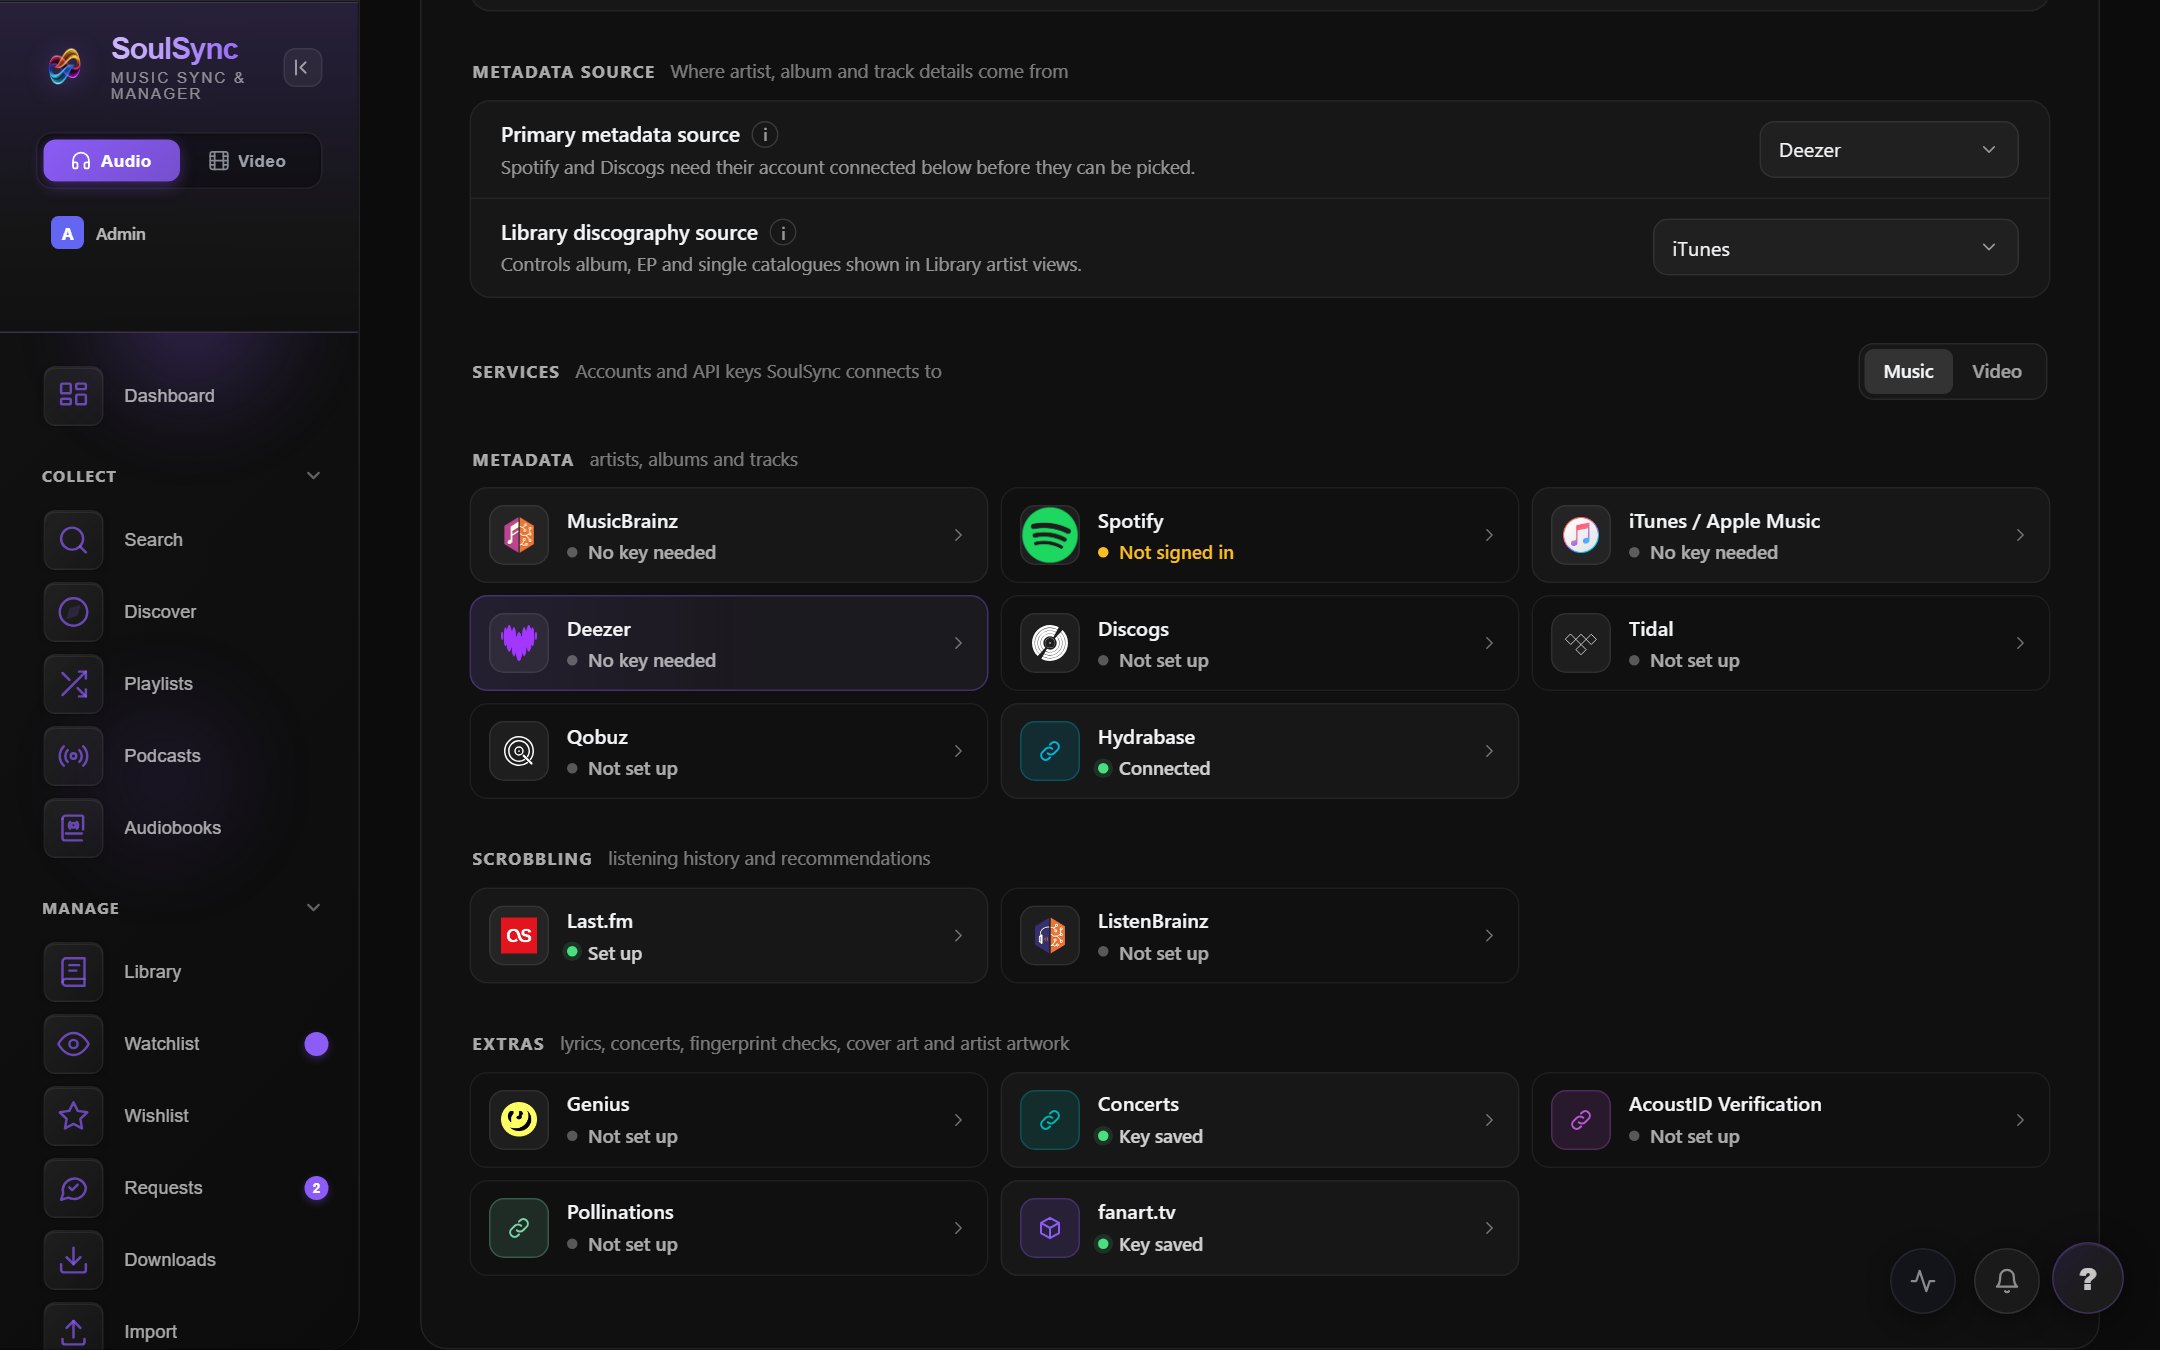 SoulSync
MUSIC SYNC &
MANAGER
Audio
Video
A
Admin
Dashboard
COLLECT
Search
Discover
Playlists
Podcasts
Audiobooks
MANAGE
Library
Watchlist
Wishlist
Requests
2
Downloads
Import
METADATA SOURCE Where artist, album and track details come from
Primary metadata source i
Spotify and Discogs need their account connected below before they can be picked.
Deezer
Library discography source i
Controls album, EP and single catalogues shown in Library artist views.
iTunes
SERVICES Accounts and API keys SoulSync connects to
Music
Video
METADATA artists, albums and tracks
MusicBrainz
No key needed
Spotify
Not signed in
iTunes / Apple Music
No key needed
Deezer
No key needed
Discogs
Not set up
Tidal
Not set up
Qobuz
Not set up
Hydrabase
Connected
SCROBBLING listening history and recommendations
Last.fm
Set up
ListenBrainz
Not set up
EXTRAS lyrics, concerts, fingerprint checks, cover art and artist artwork
Genius
Not set up
Concerts
Key saved
AcoustID Verification
Not set up
Pollinations
Not set up
fanart.tv
Key saved
?